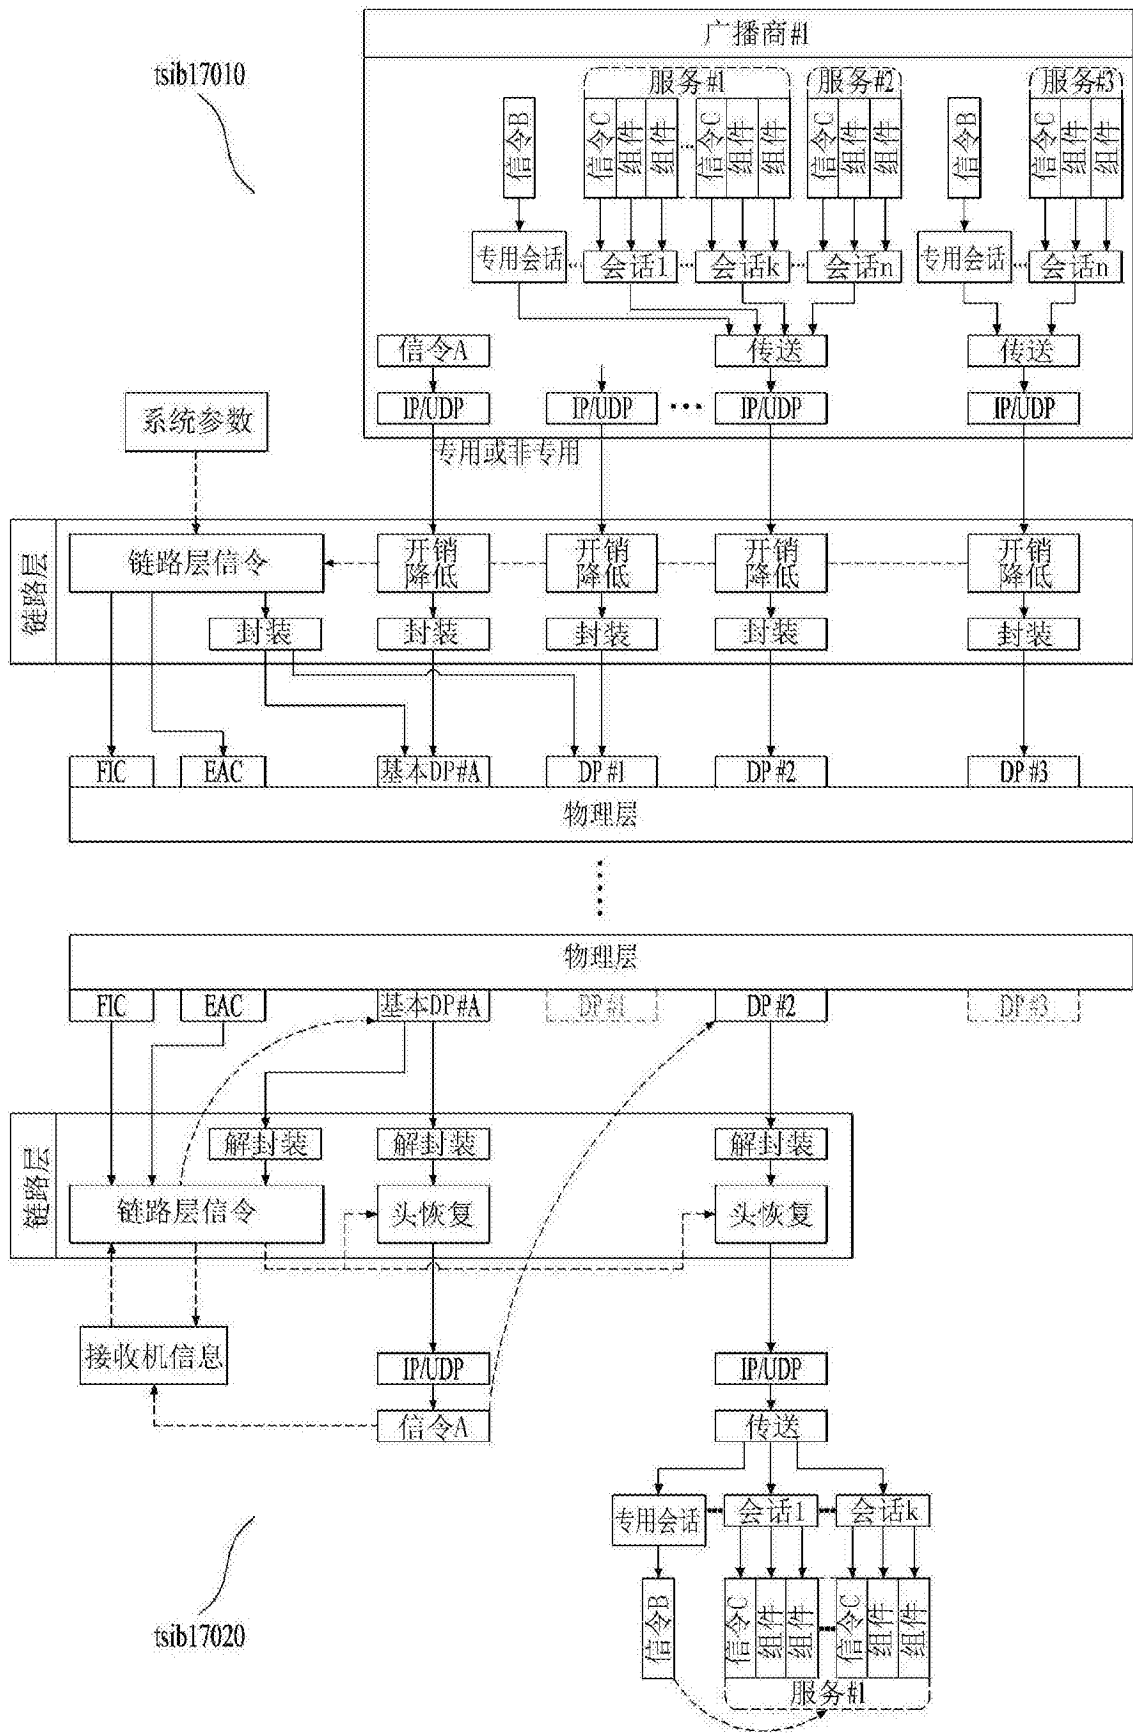 广播商#1
tsib17010
服务#1 服务#2 服务#3
信令B 信令C 组件 组件 信令C 组件 组件 信令C 组件 组件 信令B 信令C 组件 组件
专用会话 会话1 会话k 会话n 专用会话 会话n
信令A 传送 传送
系统参数 IP/UDP IP/UDP IP/UDP IP/UDP
专用或非专用
链路层 链路层信令 开销降低 开销降低 开销降低 开销降低
封装 封装 封装 封装 封装
FIC EAC 基本DP#A DP#1 DP#2 DP#3
物理层
物理层
FIC EAC 基本DP#A DP#1 DP#2 DP#3
链路层 解封装 解封装 解封装
链路层信令 头恢复 头恢复
接收机信息 IP/UDP IP/UDP
信令A 传送
专用会话 会话1 会话k
tsib17020
信令B 信令C 组件 组件 信令C 组件 组件
服务#1